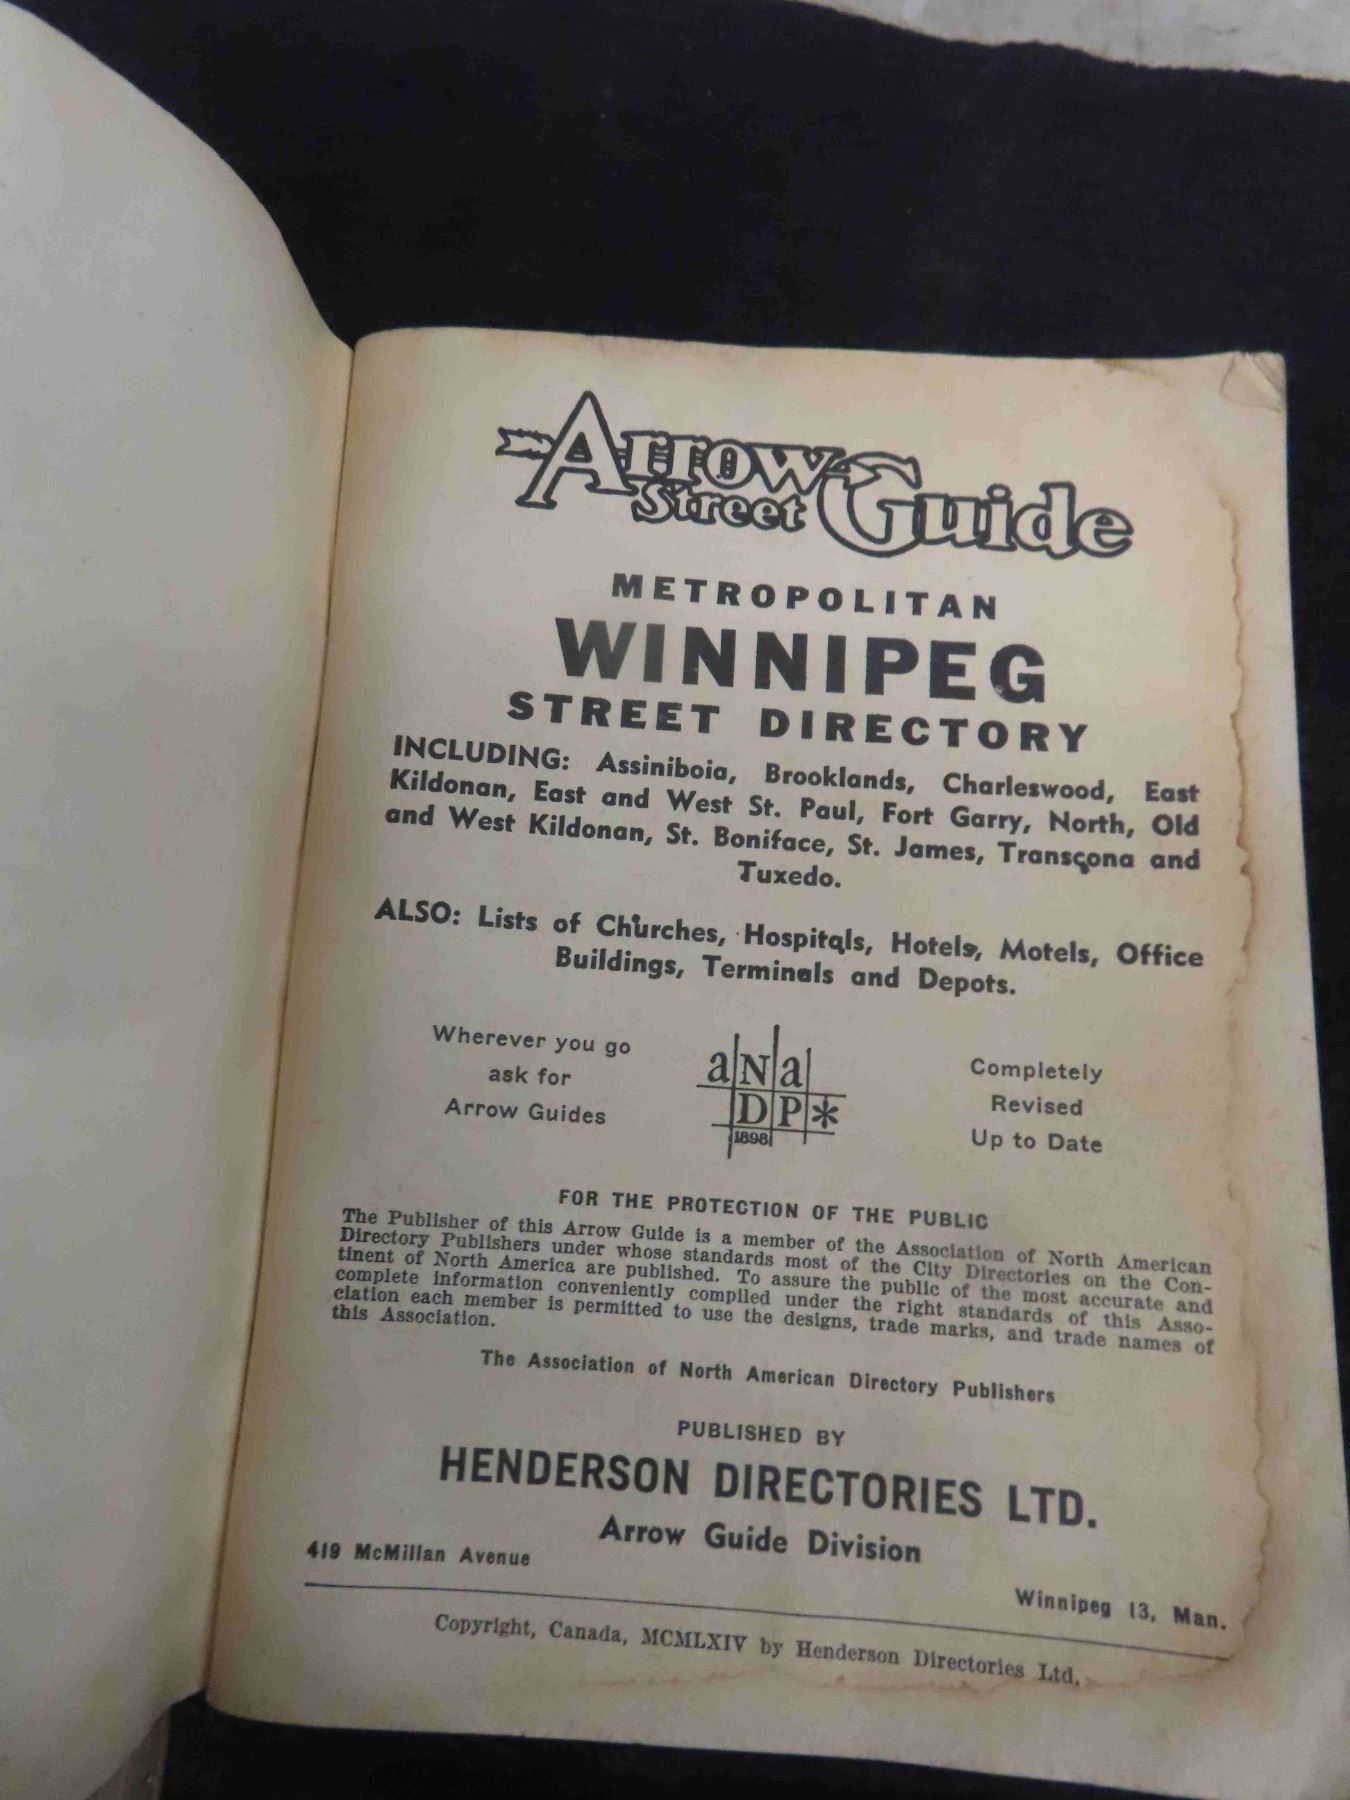 Arrow
Street Guide
METROPOLITAN
WINNIPEG
STREET DIRECTORY
INCLUDING: Assiniboia, Brooklands, Charleswood, East
Kildonan, East and West St. Paul, Fort Garry, North, Old
and West Kildonan, St. Boniface, St. James, Transcona and
Tuxedo.
ALSO: Lists of Churches, Hospitals, Hotels, Motels, Office
Buildings, Terminals and Depots.
Wherever you go
ask for
Arrow Guides
aNa
DP*
1898
Completely
Revised
Up to Date
FOR THE PROTECTION OF THE PUBLIC
The Publisher of this Arrow Guide is a member of the Association of North American
Directory Publishers under whose standards most of the City Directories on the Con-
tinent of North America are published. To assure the public of the most accurate and
complete information conveniently compiled under the right standards of this Asso-
ciation each member is permitted to use the designs, trade marks, and trade names of
this Association.
The Association of North American Directory Publishers
PUBLISHED BY
HENDERSON DIRECTORIES LTD.
Arrow Guide Division
419 McMillan Avenue
Winnipeg 13, Man.
Copyright, Canada, MCMLXIV by Henderson Directories Ltd.